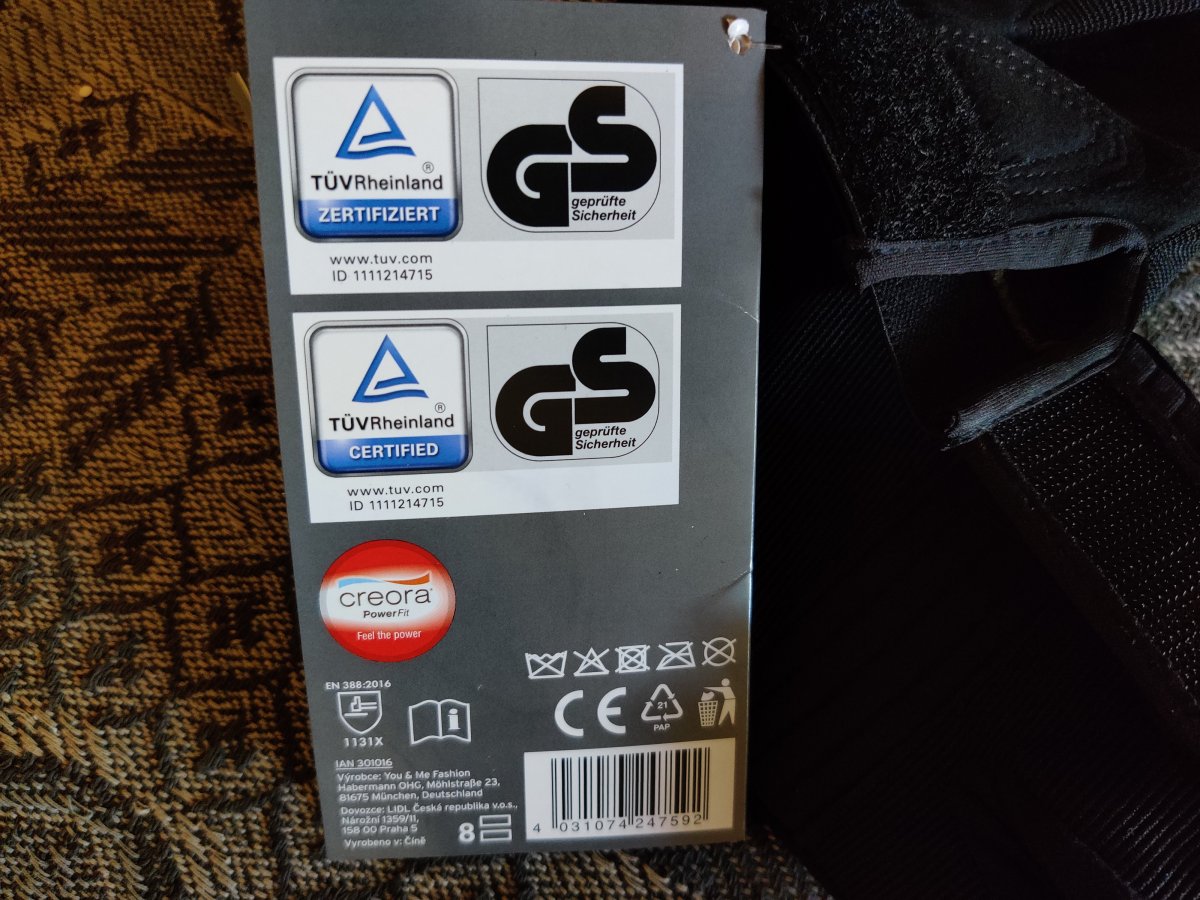 TÜVRheinland®
ZERTIFIZIERT
www.tuv.com
ID 1111214715
GS
geprüfte
Sicherheit
TÜVRheinland®
CERTIFIED
www.tuv.com
ID 1111214715
GS
geprüfte
Sicherheit
creora®
PowerFit
Feel the power
EN 388:2016
1131X
i
CE
21
PAP
IAN 301016
Výrobce: You & Me Fashion
Habermann OHG, Möhlstraße 23,
81675 München, Deutschland
Dovozce: LIDL Česká republika v.o.s.,
Nárožní 1359/11,
158 00 Praha 5
Vyrobeno v: Číně
8
4 031074 247592